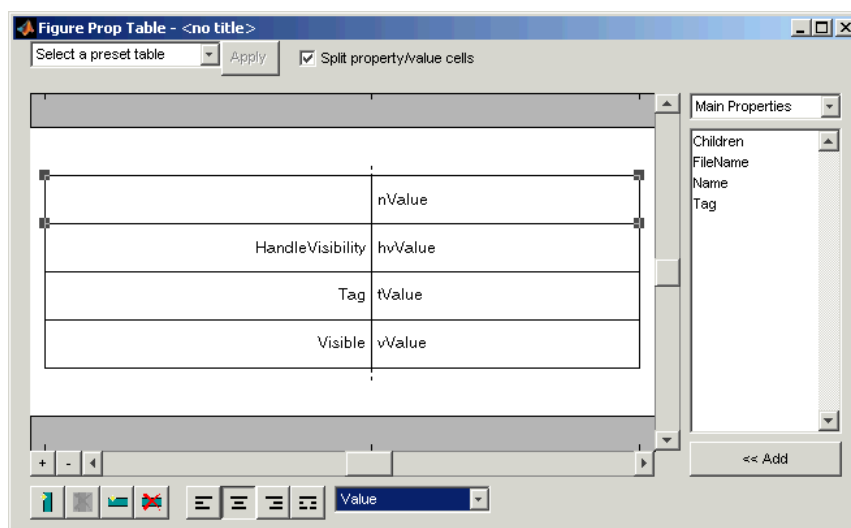 Figure Prop Table - <no title>
Select a preset table Apply Split property/value cells
Main Properties
Children
FileName
Name
Tag
nValue
HandleVisibility hvValue
Tag tValue
Visible vValue
+ - << Add
Value